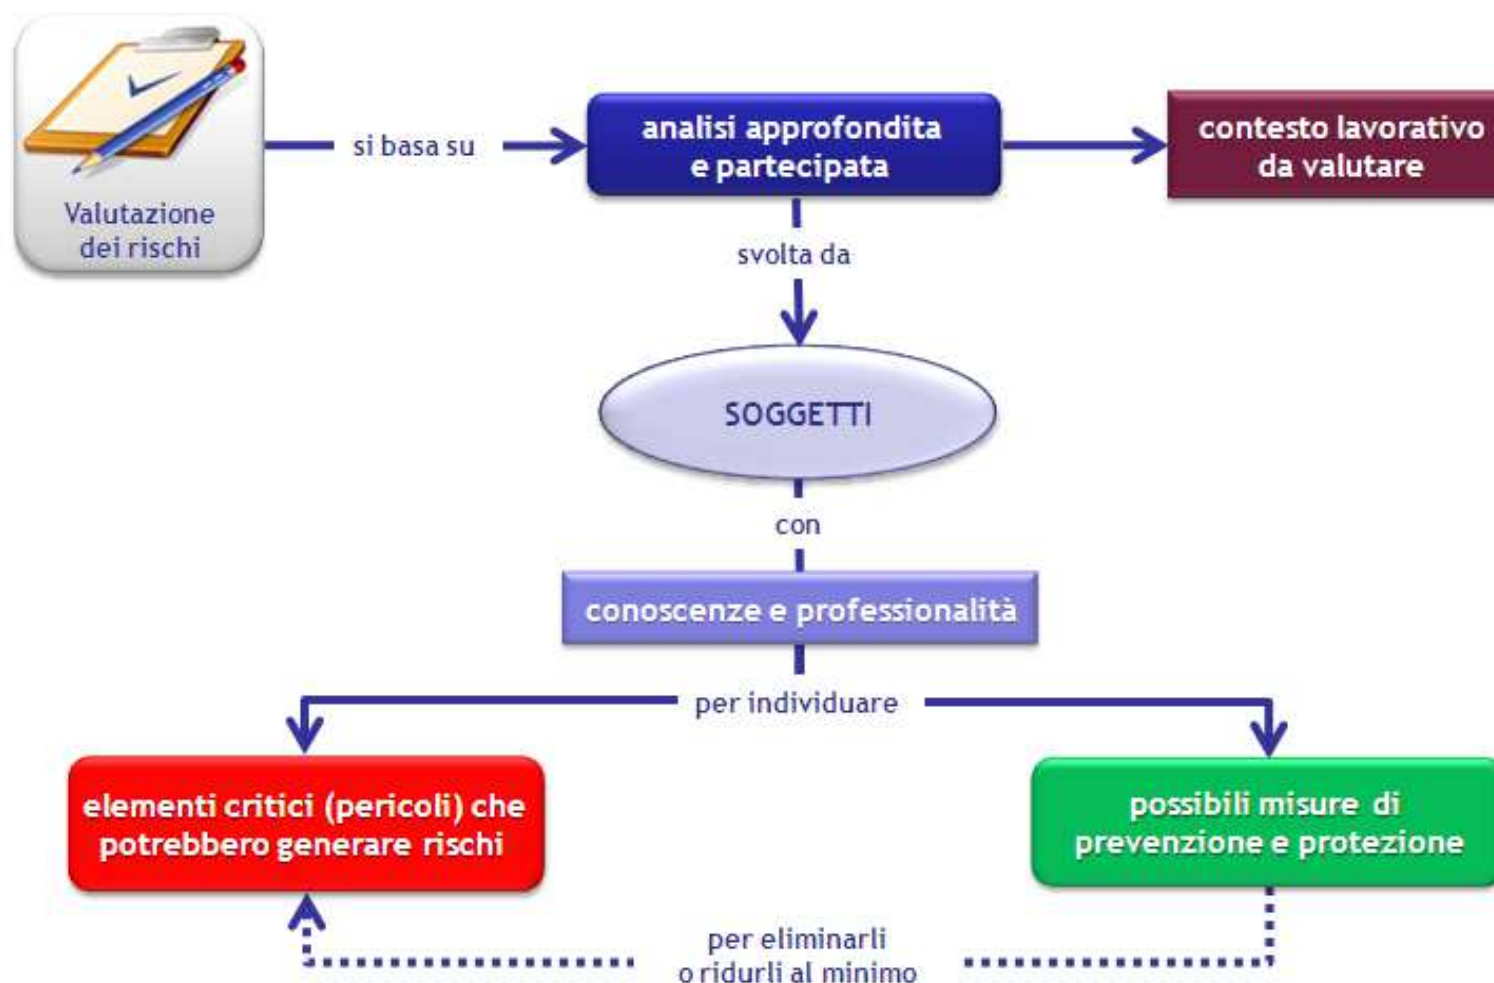 Valutazione
dei rischi
si basa su
analisi approfondita
e partecipata
contesto lavorativo
da valutare
svolta da
SOGGETTI
con
conoscenze e professionalità
per individuare
elementi critici (pericoli) che
potrebbero generare rischi
possibili misure di
prevenzione e protezione
per eliminarli
o ridurli al minimo